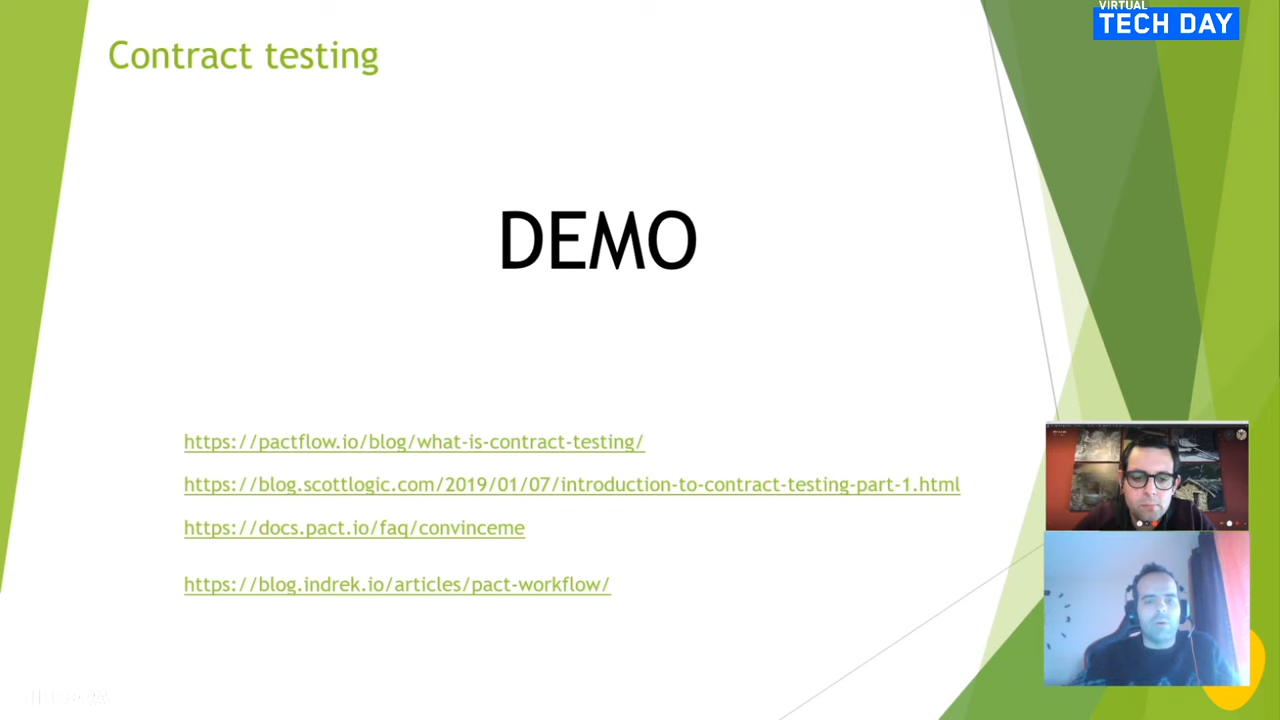 VIRTUAL
TECH DAY
Contract testing
DEMO
https://pactflow.io/blog/what-is-contract-testing/
https://blog.scottlogic.com/2019/01/07/introduction-to-contract-testing-part-1.html
https://docs.pact.io/faq/convinceme
https://blog.indrek.io/articles/pact-workflow/